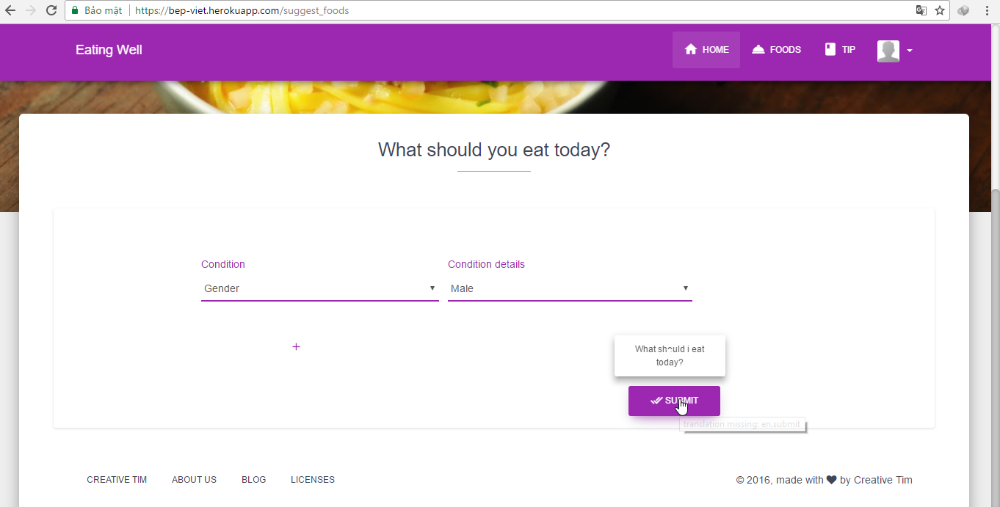 Bảo mật https://bep-viet.herokuapp.com/suggest_foods
Eating Well HOME FOODS TIP
What should you eat today?
Condition Condition details
Gender Male
+
What should i eat
today?
SUBMIT
translation missing: en.submit
CREATIVE TIM ABOUT US BLOG LICENSES © 2016, made with ♥ by Creative Tim